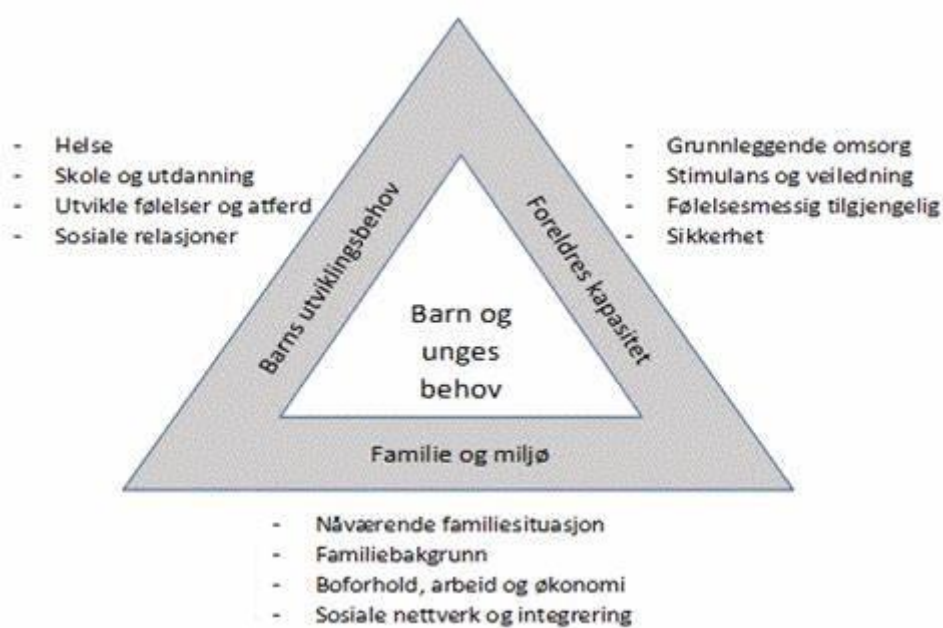 - Helse
- Skole og utdanning
- Utvikle følelser og atferd
- Sosiale relasjoner
Barns utviklingsbehov
Barn og
unges
behov
Foreldres kapasitet
- Grunnleggende omsorg
- Stimulans og veiledning
- Følelsesmessig tilgjengelig
- Sikkerhet
Familie og miljø
- Nåværende familiesituasjon
- Familiebakgrunn
- Boforhold, arbeid og økonomi
- Sosiale nettverk og integrering